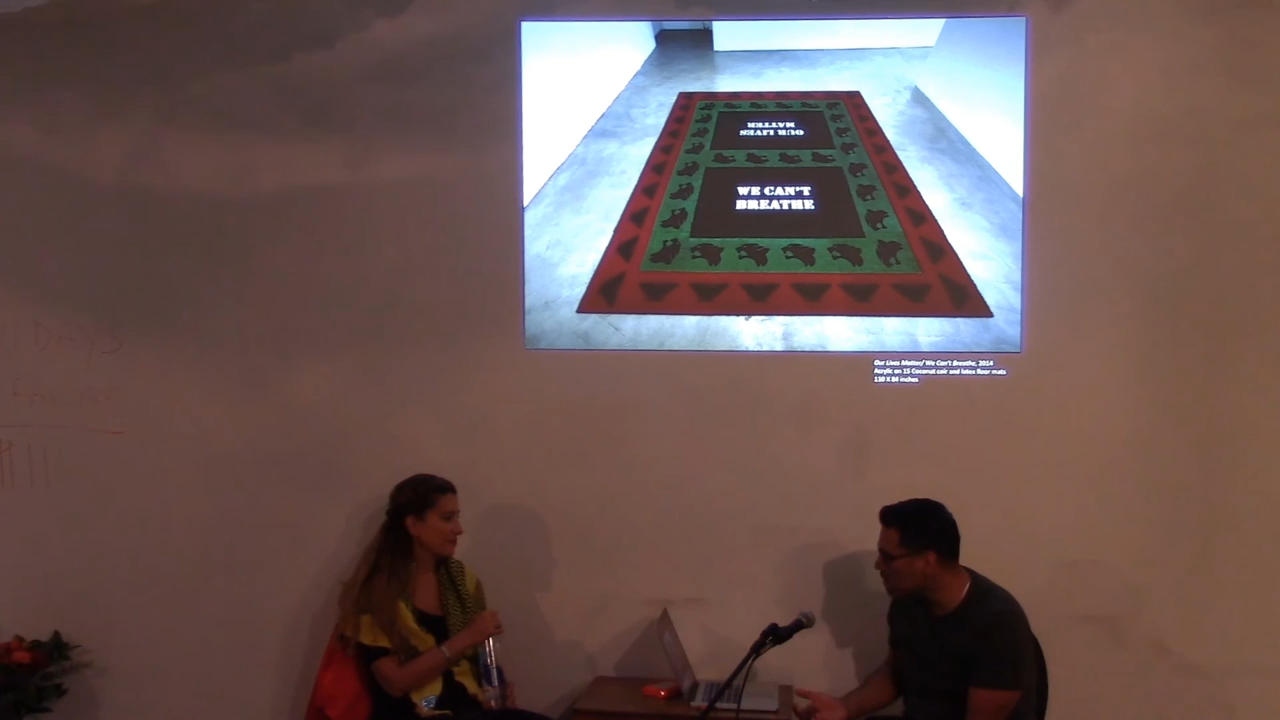 OUR LIVES
MATTER
WE CAN'T
BREATHE
Our Lives Matter/ We Can't Breathe, 2014
Acrylic on 15 Coconut coir and latex floor mats
110 X 84 inches
Days